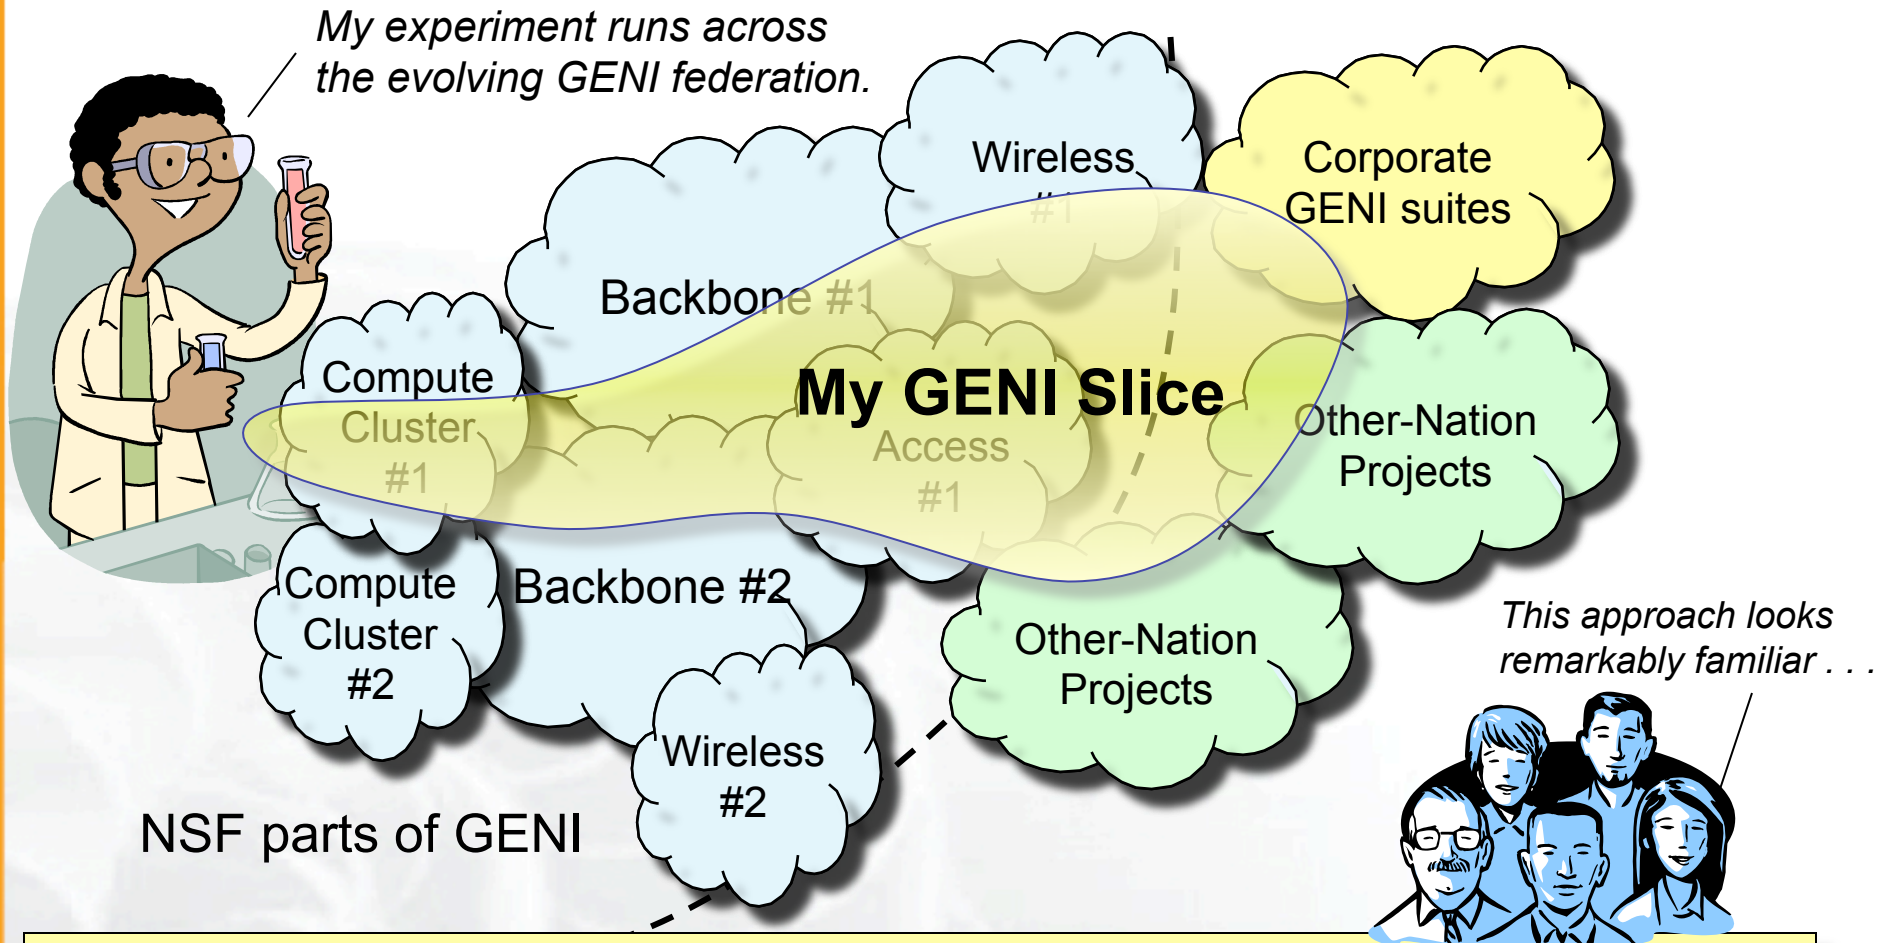 My experiment runs across
the evolving GENI federation.
Wireless
#1
Corporate
GENI suites
Backbone #1
Compute
Cluster
#1
My GENI Slice
Access
#1
Other-Nation
Projects
Compute
Cluster
#2
Backbone #2
Other-Nation
Projects
This approach looks
remarkably familiar . . .
Wireless
#2
NSF parts of GENI